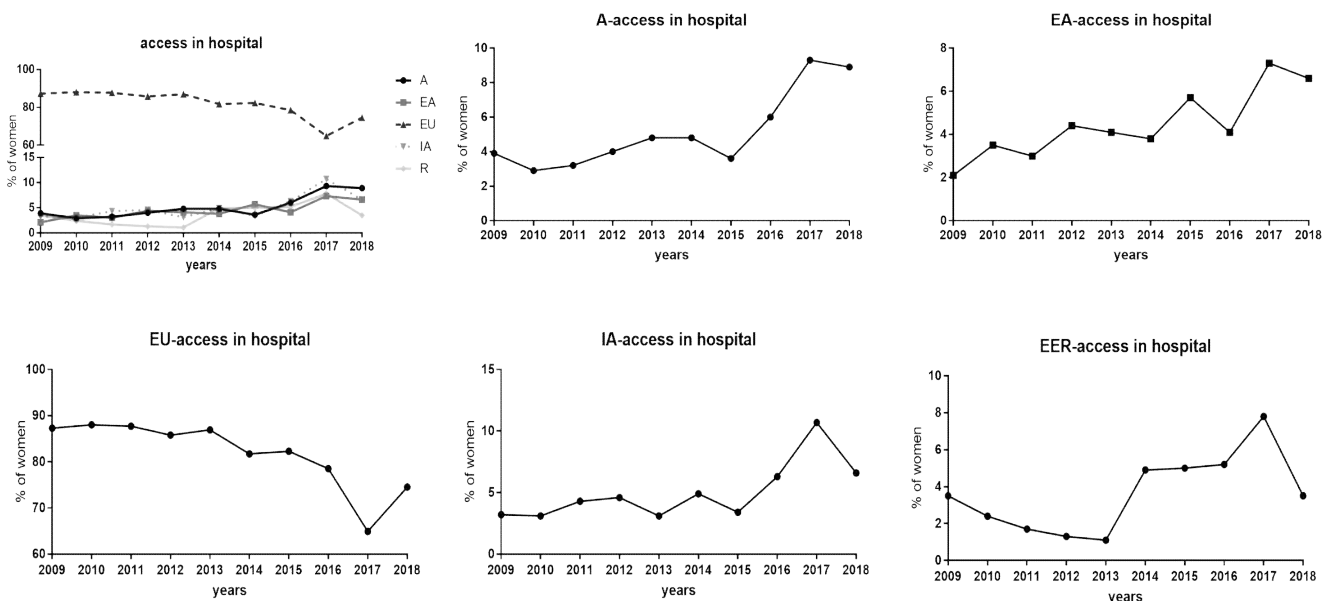 access in hospital
100
80
60
15
10
5
0
% of women
2009 2010 2011 2012 2013 2014 2015 2016 2017 2018
years
A
EA
EU
IA
R
A-access in hospital
10
8
6
4
2
0
% of women
2009 2010 2011 2012 2013 2014 2015 2016 2017 2018
years
EA-access in hospital
8
6
4
2
0
% of women
2009 2010 2011 2012 2013 2014 2015 2016 2017 2018
years
EU-access in hospital
100
90
80
70
60
% of women
2009 2010 2011 2012 2013 2014 2015 2016 2017 2018
years
IA-access in hospital
15
10
5
0
% of women
2009 2010 2011 2012 2013 2014 2015 2016 2017 2018
years
EER-access in hospital
10
8
6
4
2
0
% of women
2009 2010 2011 2012 2013 2014 2015 2016 2017 2018
years